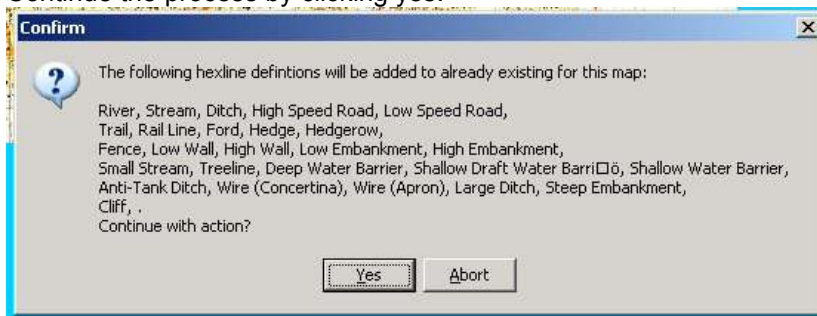 Continue the process by clicking yes.
Confirm
The following hexline defintions will be added to already existing for this map:
River, Stream, Ditch, High Speed Road, Low Speed Road,
Trail, Rail Line, Ford, Hedge, Hedgerow,
Fence, Low Wall, High Wall, Low Embankment, High Embankment,
Small Stream, Treeline, Deep Water Barrier, Shallow Draft Water Barri□ö, Shallow Water Barrier,
Anti-Tank Ditch, Wire (Concertina), Wire (Apron), Large Ditch, Steep Embankment,
Cliff, .
Continue with action?
Yes Abort